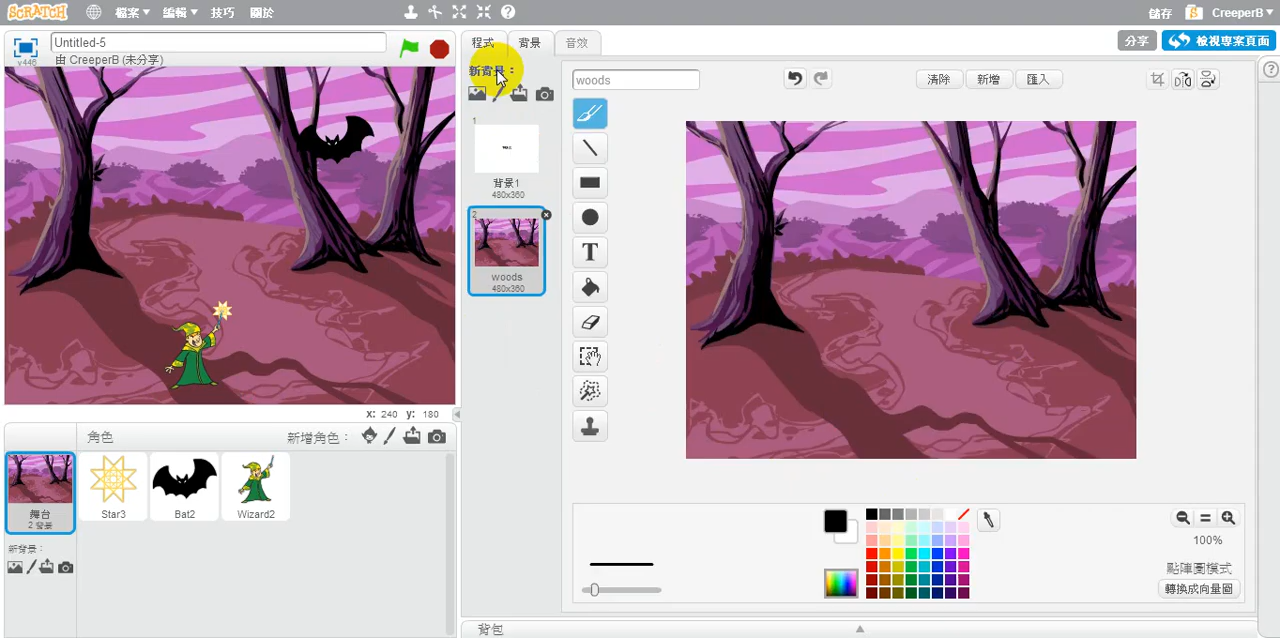 SCRATCH 檔案 編輯 技巧 關於 儲存 CreeperB
Untitled-5
由 CreeperB (未分享)
v446
程式 背景 音效
分享 檢視專案頁面
新背景：
woods
清除 新增 匯入
1
背景1
480x360
2
woods
480x360
x: 240 y: 180
角色 新增角色：
舞台
2 背景
Star3 Bat2 Wizard2
新背景：
T
100%
點陣圖模式
轉換成向量圖
背包